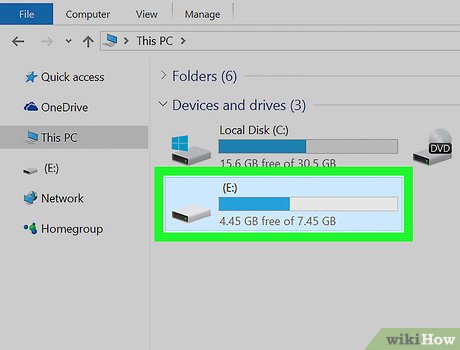 File Computer View Manage
This PC
Quick access
OneDrive
This PC
(E:)
Network
Homegroup
Folders (6)
Devices and drives (3)
Local Disk (C:)
15.6 GB free of 30.5 GB
DVD
(E:)
4.45 GB free of 7.45 GB
wikiHow